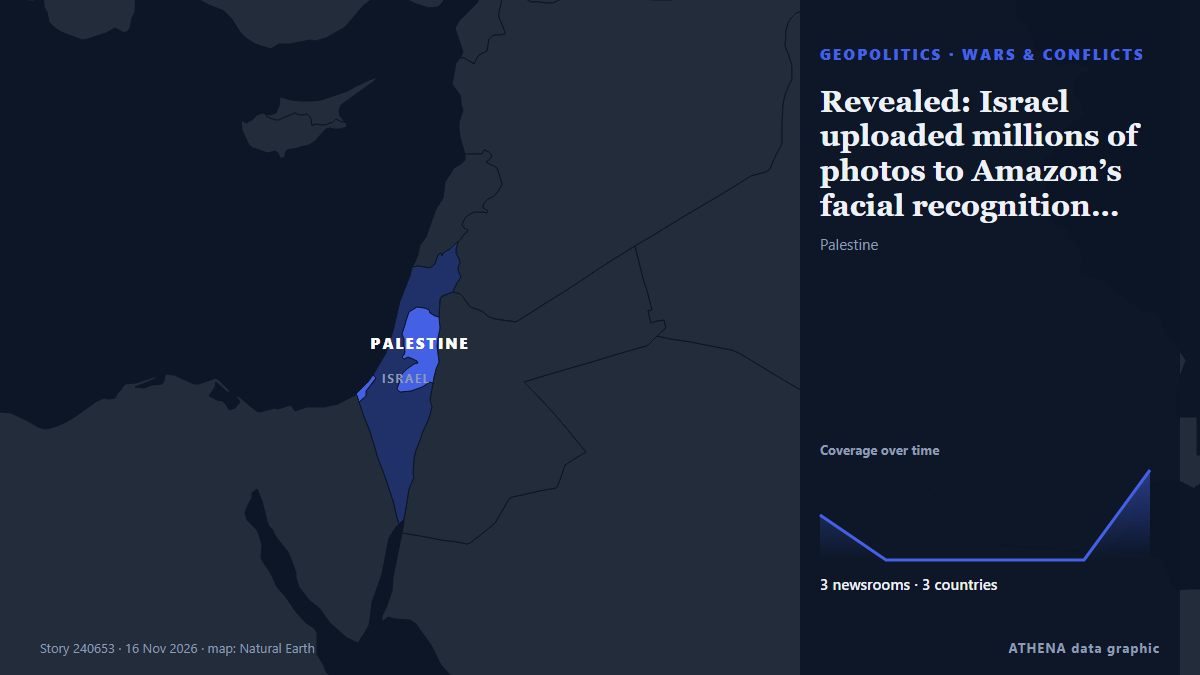 GEOPOLITICS · WARS & CONFLICTS
Revealed: Israel
uploaded millions of
photos to Amazon’s
facial recognition...
Palestine
PALESTINE
ISRAEL
Coverage over time
3 newsrooms · 3 countries
Story 240653 · 16 Nov 2026 · map: Natural Earth
ATHENA data graphic